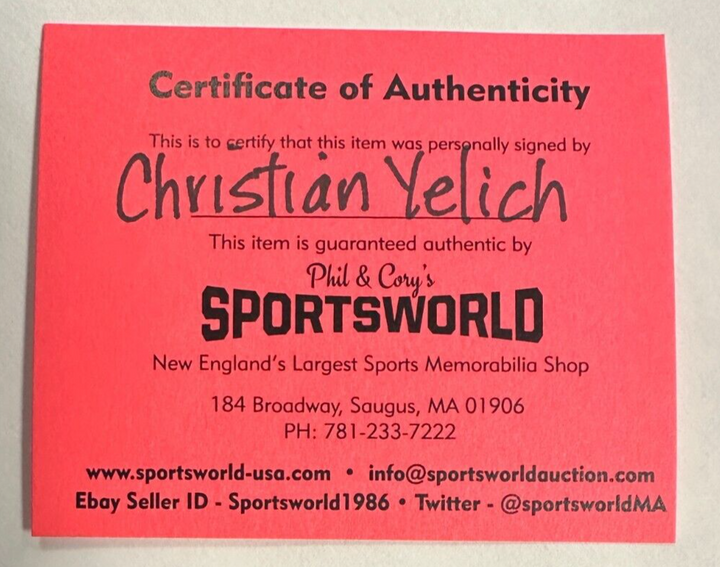 Certificate of Authenticity
This is to certify that this item was personally signed by
Christian Yelich
This item is guaranteed authentic by
Phil & Cory's
SPORTSWORLD
New England's Largest Sports Memorabilia Shop
184 Broadway, Saugus, MA 01906
PH: 781-233-7222
www.sportsworld-usa.com • info@sportsworldauction.com
Ebay Seller ID - Sportsworld1986 • Twitter - @sportsworldMA